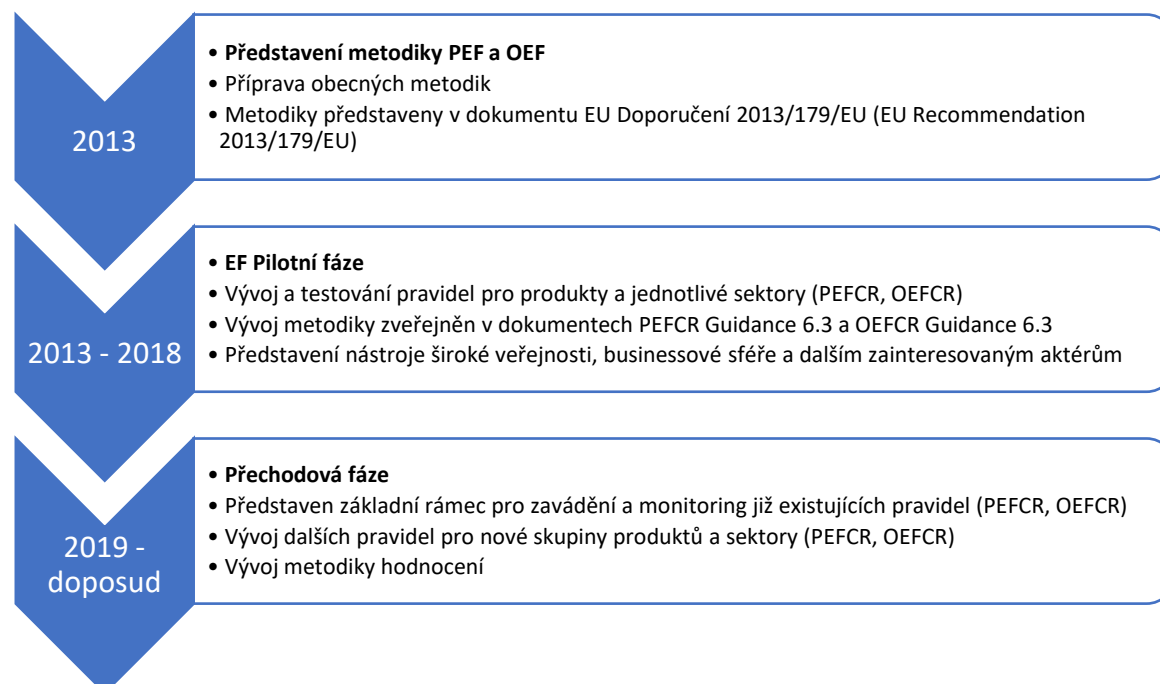 2013
• Představení metodiky PEF a OEF
• Příprava obecných metodik
• Metodiky představeny v dokumentu EU Doporučení 2013/179/EU (EU Recommendation
2013/179/EU)
2013 - 2018
• EF Pilotní fáze
• Vývoj a testování pravidel pro produkty a jednotlivé sektory (PEFCR, OEFCR)
• Vývoj metodiky zveřejněn v dokumentech PEFCR Guidance 6.3 a OEFCR Guidance 6.3
• Představení nástroje široké veřejnosti, businessové sféře a dalším zainteresovaným aktérům
2019 -
doposud
• Přechodová fáze
• Představen základní rámec pro zavádění a monitoring již existujících pravidel (PEFCR, OEFCR)
• Vývoj dalších pravidel pro nové skupiny produktů a sektory (PEFCR, OEFCR)
• Vývoj metodiky hodnocení